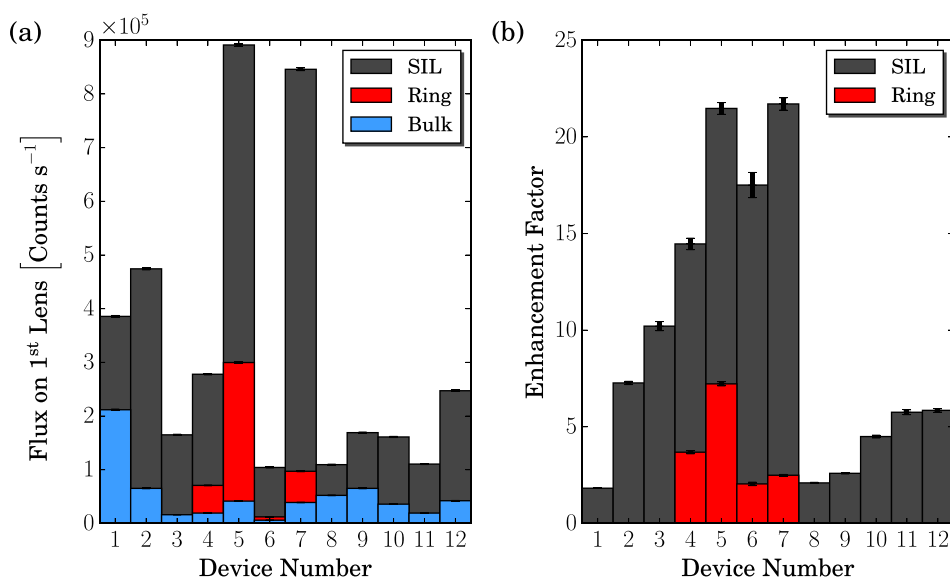 (a)
×10⁵
9
8
7
6
5
4
3
2
1
0
Flux on 1ˢᵗ Lens [Counts s⁻¹]
SIL
Ring
Bulk
1 2 3 4 5 6 7 8 9 10 11 12
Device Number
(b)
25
20
15
10
5
0
Enhancement Factor
SIL
Ring
1 2 3 4 5 6 7 8 9 10 11 12
Device Number